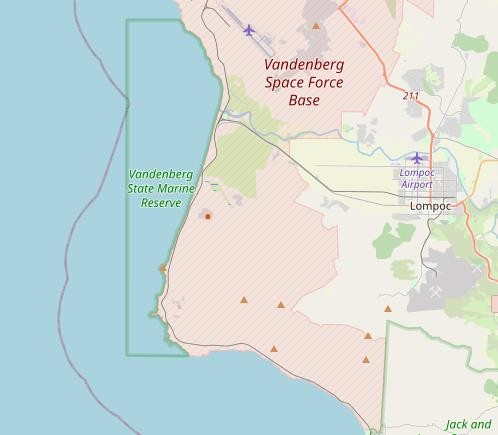 Vandenberg
Space Force
Base
211
Lompoc
Airport
Vandenberg
State Marine
Reserve
Lompoc
Jack and